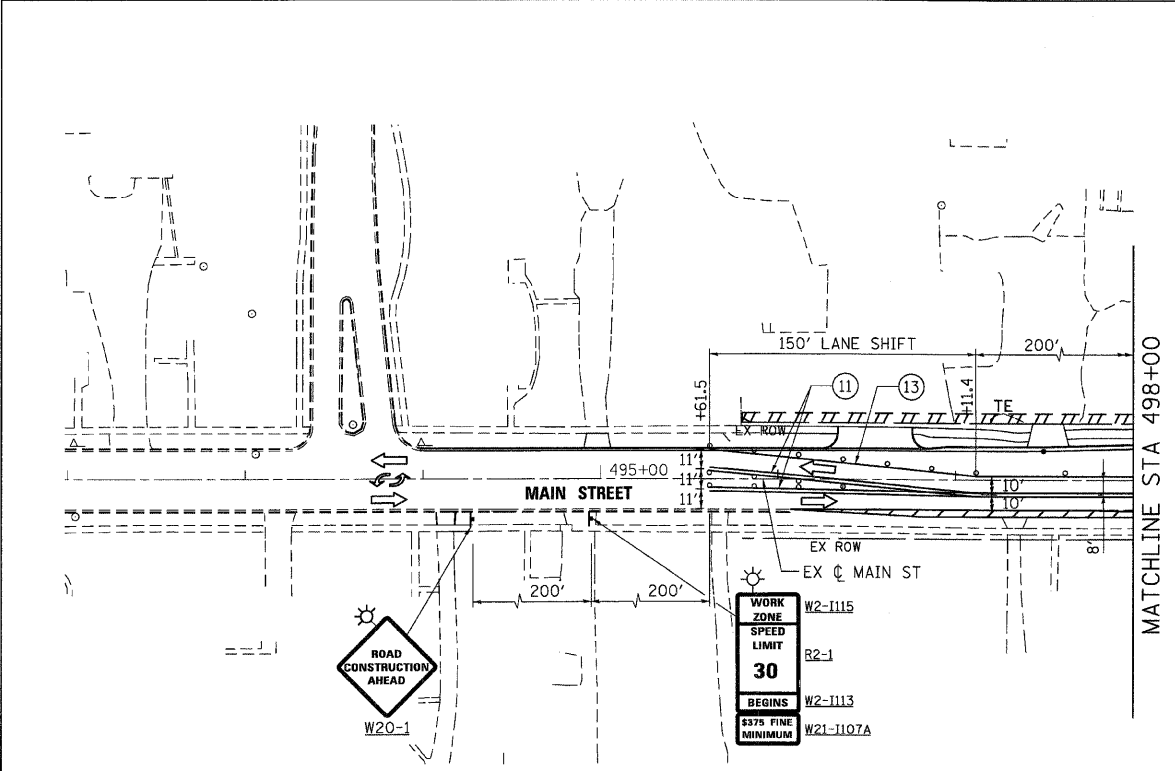 150' LANE SHIFT
200'
+61.5
11
13
+11.4
TE
EX ROW
495+00
11'
11'
11'
MAIN STREET
10'
10'
8'
EX ROW
EX ℄ MAIN ST
200'
200'
ROAD
CONSTRUCTION
AHEAD
W20-1
WORK
ZONE
W2-I115
SPEED
LIMIT
30
R2-1
BEGINS
W2-I113
$375 FINE
MINIMUM
W21-I107A
MATCHLINE STA 498+00